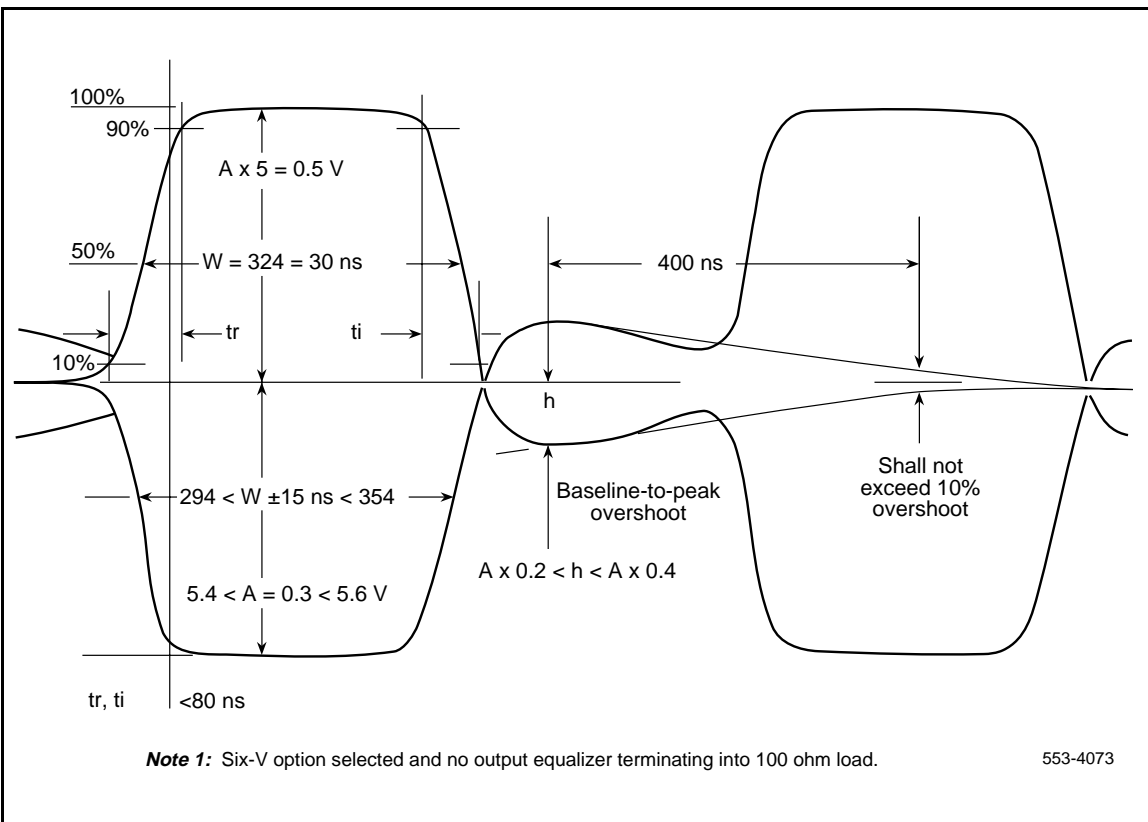 100%
90%
A x 5 = 0.5 V
50%
W = 324 = 30 ns
400 ns
tr
ti
10%
h
294 < W ±15 ns < 354
Baseline-to-peak
overshoot
Shall not
exceed 10%
overshoot
A x 0.2 < h < A x 0.4
5.4 < A = 0.3 < 5.6 V
tr, ti
<80 ns
Note 1: Six-V option selected and no output equalizer terminating into 100 ohm load.
553-4073